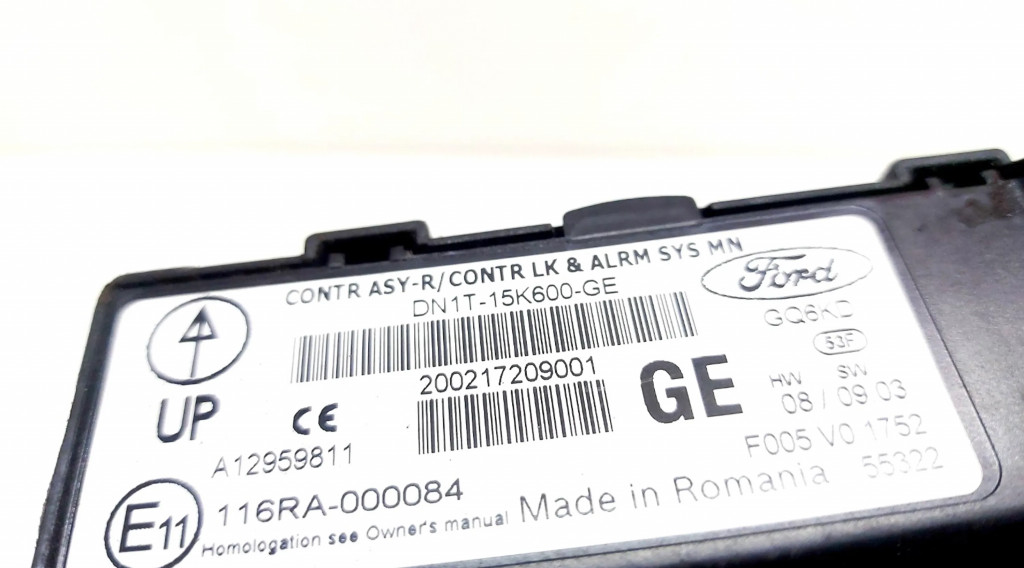 CONTR ASY-R/CONTR LK & ALRM SYS MN
DN1T-15K600-GE
Ford
GQ6KD
53F
200217209001
GE
HW SW
08 / 09 03
UP
CE
A12959811
F005 V0 1752
55322
E11
116RA-000084
Made in Romania
Homologation see Owner's manual